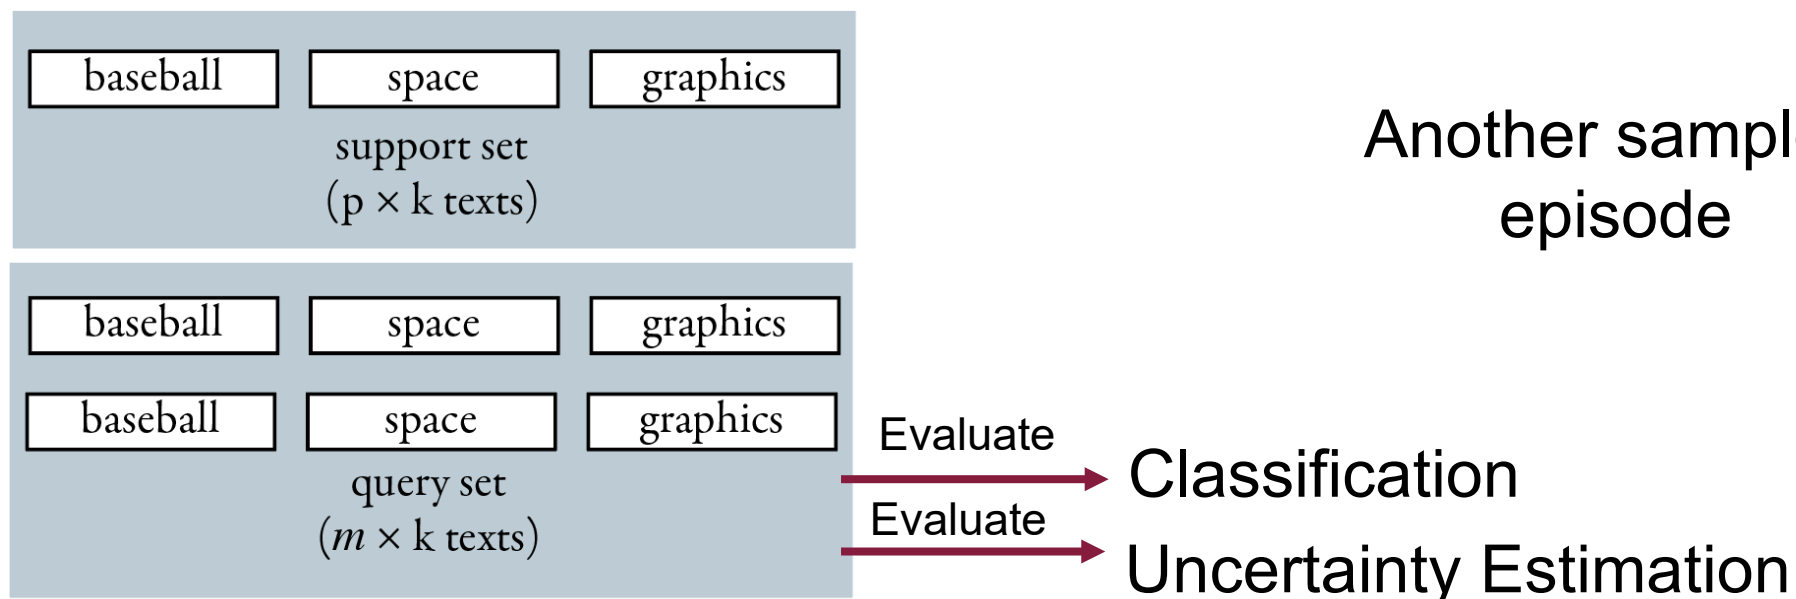 baseball space graphics
support set
(p × k texts)
Another sample
episode
baseball space graphics
baseball space graphics
query set
(m × k texts)
Evaluate
Classification
Evaluate
Uncertainty Estimation